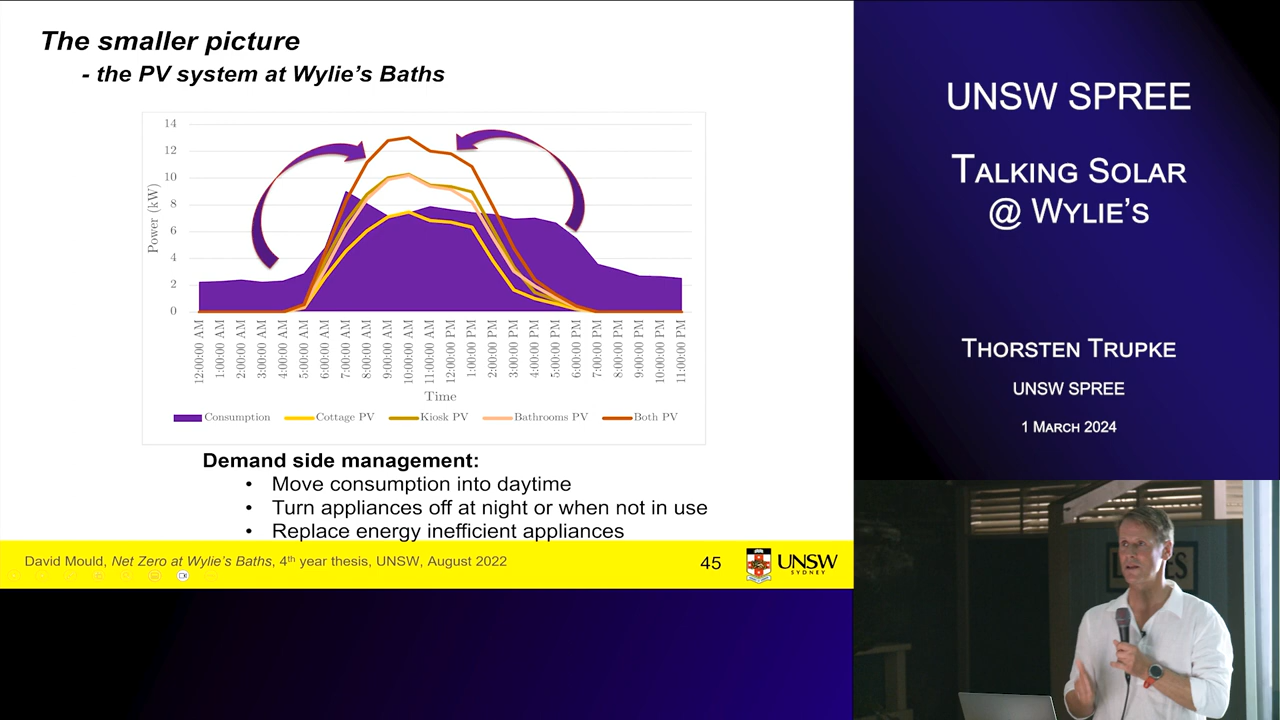 The smaller picture
- the PV system at Wylie's Baths
14
12
10
8
6
4
2
0
Power (kW)
12:00:00 AM
1:00:00 AM
2:00:00 AM
3:00:00 AM
4:00:00 AM
5:00:00 AM
6:00:00 AM
7:00:00 AM
8:00:00 AM
9:00:00 AM
10:00:00 AM
11:00:00 AM
12:00:00 PM
1:00:00 PM
2:00:00 PM
3:00:00 PM
4:00:00 PM
5:00:00 PM
6:00:00 PM
7:00:00 PM
8:00:00 PM
9:00:00 PM
10:00:00 PM
11:00:00 PM
Time
Consumption
Cottage PV
Kiosk PV
Bathrooms PV
Both PV
Demand side management:
• Move consumption into daytime
• Turn appliances off at night or when not in use
• Replace energy inefficient appliances
David Mould, Net Zero at Wylie's Baths, 4th year thesis, UNSW, August 2022
45
UNSW
SYDNEY
UNSW SPREE
TALKING SOLAR
@ WYLIE'S
THORSTEN TRUPKE
UNSW SPREE
1 MARCH 2024